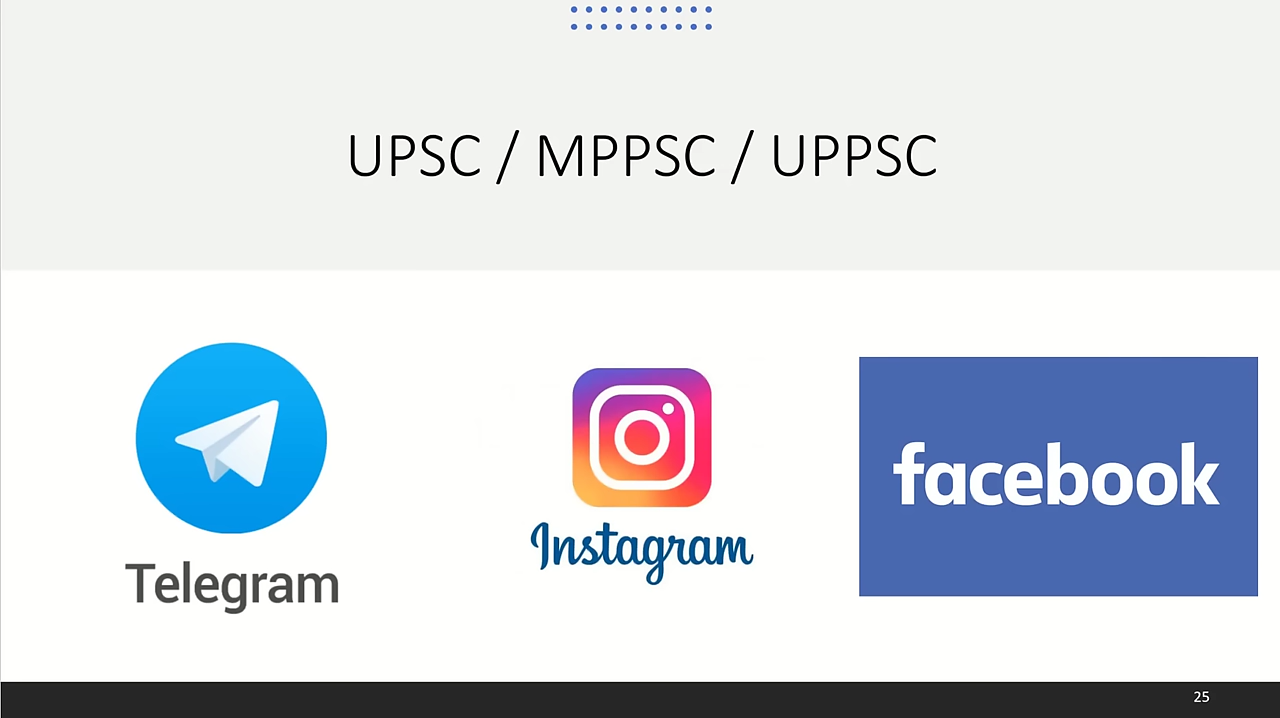 UPSC / MPPSC / UPPSC
Telegram
Instagram
facebook
25